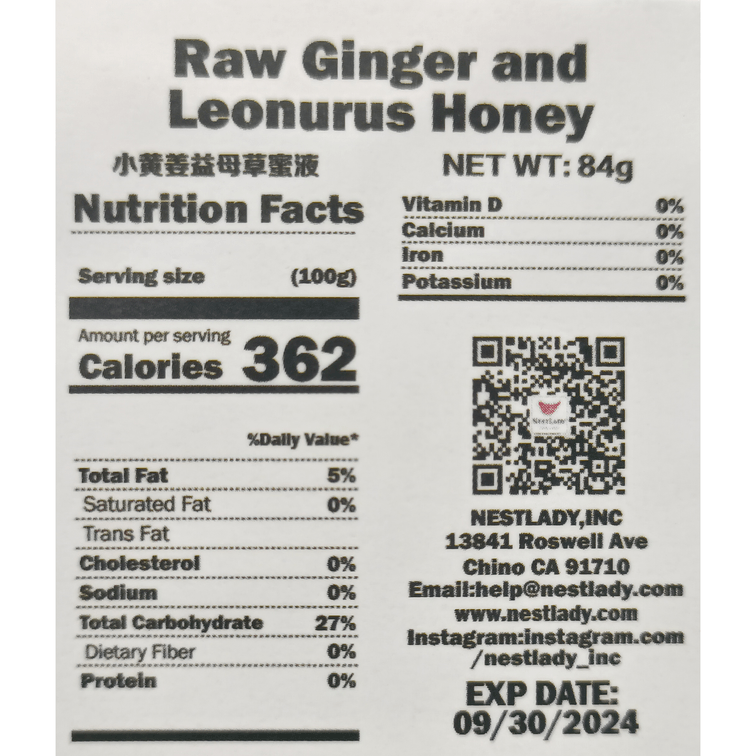 Raw Ginger and
Leonurus Honey
小黄姜益母草蜜液
NET WT: 84g
Nutrition Facts
Serving size (100g)
Amount per serving
Calories 362
%Daily Value*
Total Fat 5%
Saturated Fat 0%
Trans Fat
Cholesterol 0%
Sodium 0%
Total Carbohydrate 27%
Dietary Fiber 0%
Protein 0%
Vitamin D 0%
Calcium 0%
Iron 0%
Potassium 0%
NESTLADY
NESTLADY,INC
13841 Roswell Ave
Chino CA 91710
Email:help@nestlady.com
www.nestlady.com
Instagram:instagram.com
/nestlady_inc
EXP DATE:
09/30/2024